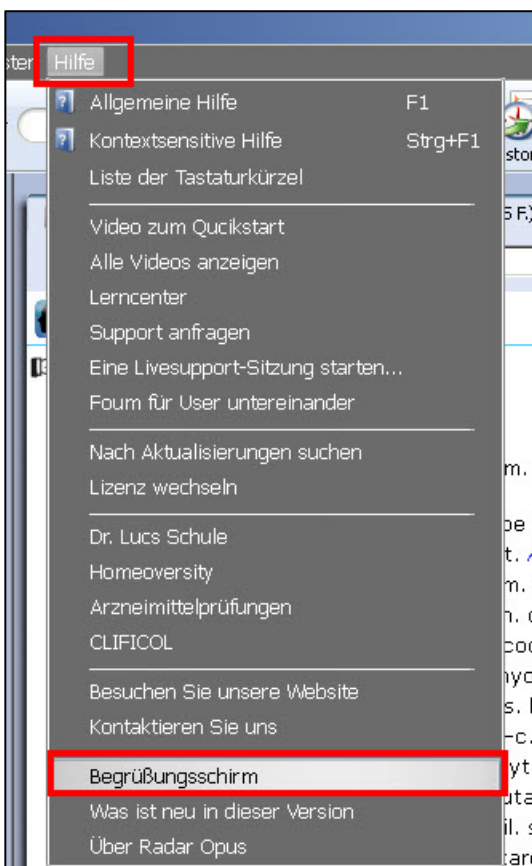 Hilfe
Allgemeine Hilfe F1
Kontextsensitive Hilfe Strg+F1
Liste der Tastaturkürzel
Video zum Qucikstart
Alle Videos anzeigen
Lerncenter
Support anfragen
Eine Livesupport-Sitzung starten...
Foum für User untereinander
Nach Aktualisierungen suchen
Lizenz wechseln
Dr. Lucs Schule
Homeoversity
Arzneimittelprüfungen
CLIFICOL
Besuchen Sie unsere Website
Kontaktieren Sie uns
Begrüßungsschirm
Was ist neu in dieser Version
Über Radar Opus